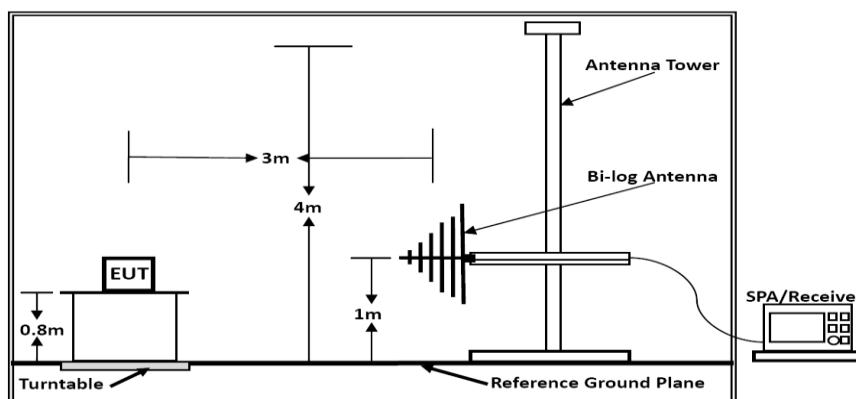 Antenna Tower
3m
Bi-log Antenna
4m
EUT
SPA/Receive
0.8m
1m
Turntable
Reference Ground Plane